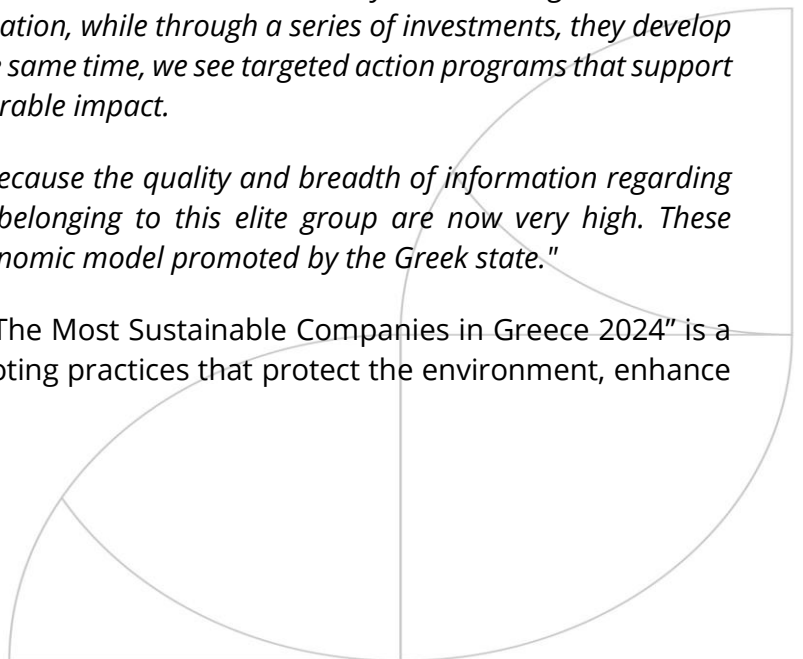 ation, while through a series of investments, they develop
same time, we see targeted action programs that support
rable impact.
ecause the quality and breadth of information regarding
belonging to this elite group are now very high. These
nomic model promoted by the Greek state."
The Most Sustainable Companies in Greece 2024” is a
oting practices that protect the environment, enhance